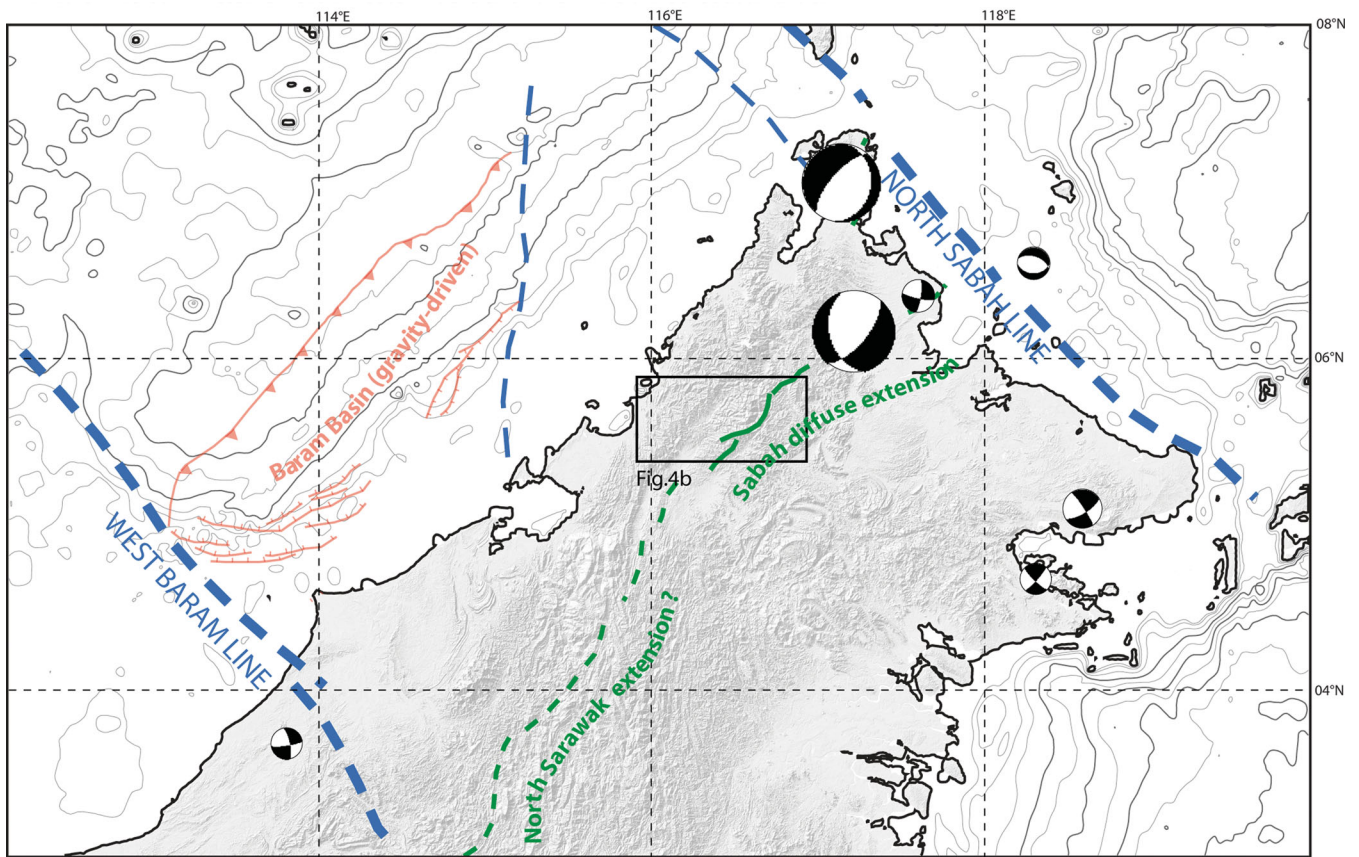 114°E
116°E
118°E
08°N
NORTH SABAH LINE
Baram Basin (gravity-driven)
06°N
Sabah diffuse extension
Fig.4b
WEST BARAM LINE
North Sarawak extension ?
04°N